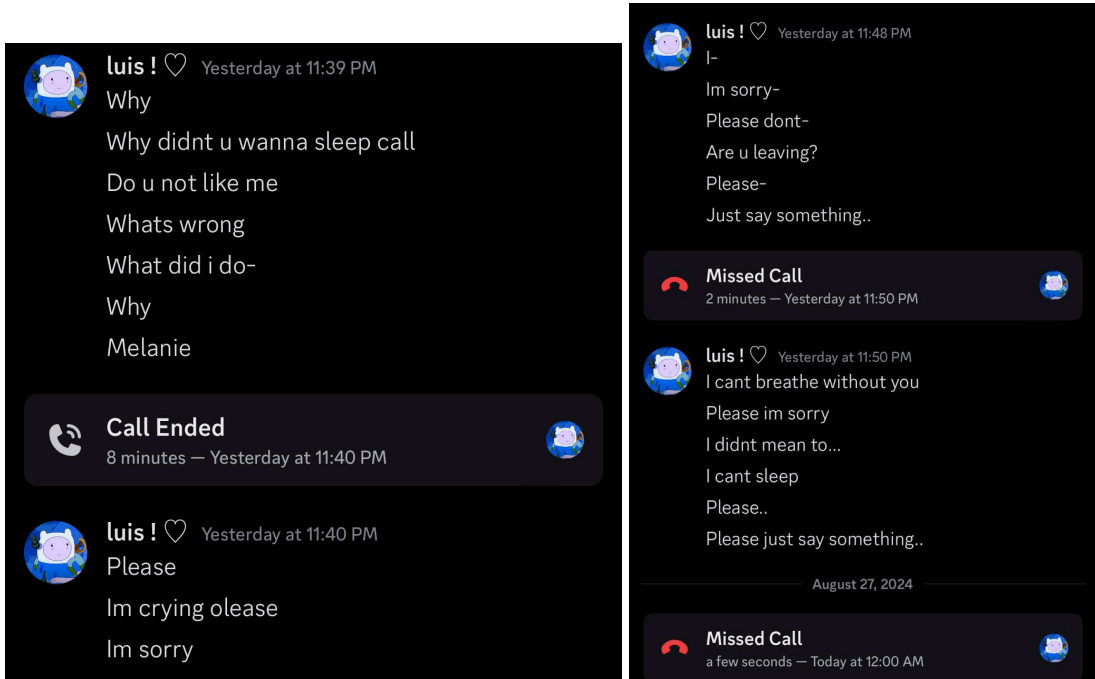 luis ! ♡ Yesterday at 11:39 PM
Why
Why didnt u wanna sleep call
Do u not like me
Whats wrong
What did i do-
Why
Melanie
Call Ended
8 minutes — Yesterday at 11:40 PM
luis ! ♡ Yesterday at 11:40 PM
Please
Im crying olease
Im sorry
luis ! ♡ Yesterday at 11:48 PM
I-
Im sorry-
Please dont-
Are u leaving?
Please-
Just say something..
Missed Call
2 minutes — Yesterday at 11:50 PM
luis ! ♡ Yesterday at 11:50 PM
I cant breathe without you
Please im sorry
I didnt mean to...
I cant sleep
Please..
Please just say something..
August 27, 2024
Missed Call
a few seconds — Today at 12:00 AM